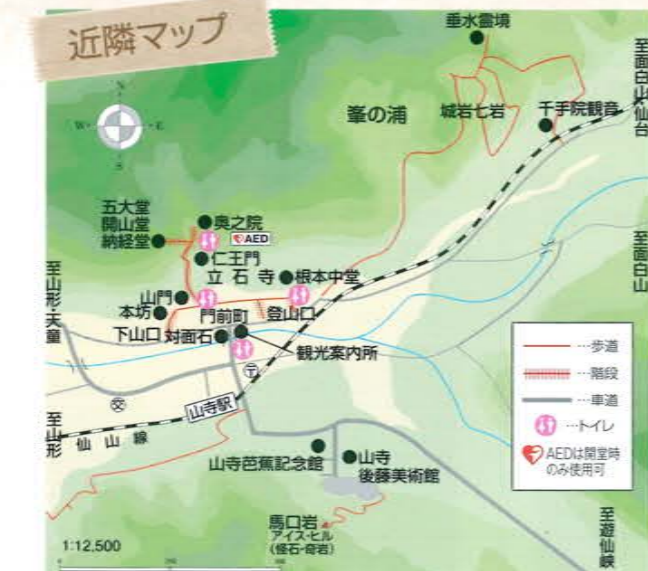 近隣マップ
垂水霊境
至面白山・仙台
峯の浦
城岩七岩
千手院観音
N
W
E
S
五大堂
開山堂
納経堂
奥之院
AED
仁王門
立石寺
根本中堂
至面白山
至山形・天童
山門
本坊
門前町
登山口
下山口
対面石
観光案内所
〒
交
山寺駅
至山形
仙山線
山寺芭蕉記念館
山寺
後藤美術館
馬口岩
アイス・ヒル
(怪石・奇岩)
至遊仙峡
…歩道
…階段
…車道
…トイレ
AEDは開堂時
のみ使用可
1:12,500